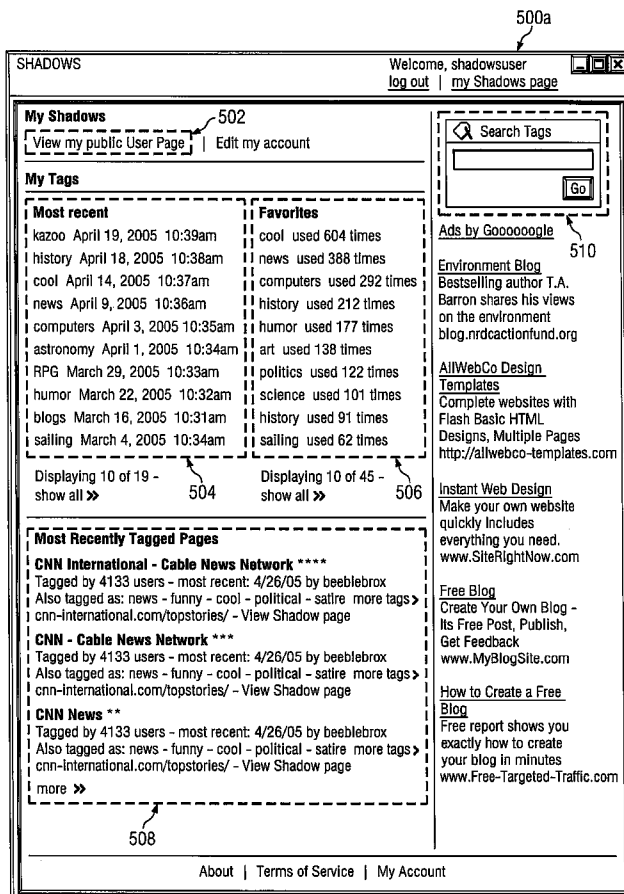 500a
SHADOWS
Welcome, shadowsuser
log out | my Shadows page
My Shadows
502
View my public User Page | Edit my account
My Tags
Most recent
kazoo April 19, 2005 10:39am
history April 18, 2005 10:38am
cool April 14, 2005 10:37am
news April 9, 2005 10:36am
computers April 3, 2005 10:35am
astronomy April 1, 2005 10:34am
RPG March 29, 2005 10:33am
humor March 22, 2005 10:32am
blogs March 16, 2005 10:31am
sailing March 4, 2005 10:34am
Displaying 10 of 19 -
show all »
504
Favorites
cool used 604 times
news used 388 times
computers used 292 times
history used 212 times
humor used 177 times
art used 138 times
politics used 122 times
science used 101 times
history used 91 times
sailing used 62 times
Displaying 10 of 45 -
show all »
506
Most Recently Tagged Pages
CNN International - Cable News Network ****
Tagged by 4133 users - most recent: 4/26/05 by beeblebrox
Also tagged as: news - funny - cool - political - satire more tags>
cnn-international.com/topstories/ - View Shadow page
CNN - Cable News Network ***
Tagged by 4133 users - most recent: 4/26/05 by beeblebrox
Also tagged as: news - funny - cool - political - satire more tags>
cnn-international.com/topstories/ - View Shadow page
CNN News **
Tagged by 4133 users - most recent: 4/26/05 by beeblebrox
Also tagged as: news - funny - cool - political - satire more tags>
cnn-international.com/topstories/ - View Shadow page
more »
508
Search Tags
Go
510
Ads by Goooooogle
Environment Blog
Bestselling author T.A.
Barron shares his views
on the environment
blog.nrdcactionfund.org
AllWebCo Design
Templates
Complete websites with
Flash Basic HTML
Designs, Multiple Pages
http://allwebco-templates.com
Instant Web Design
Make your own website
quickly Includes
everything you need.
www.SiteRightNow.com
Free Blog
Create Your Own Blog -
Its Free Post, Publish,
Get Feedback
www.MyBlogSite.com
How to Create a Free
Blog
Free report shows you
exactly how to create
your blog in minutes
www.Free-Targeted-Traffic.com
About | Terms of Service | My Account